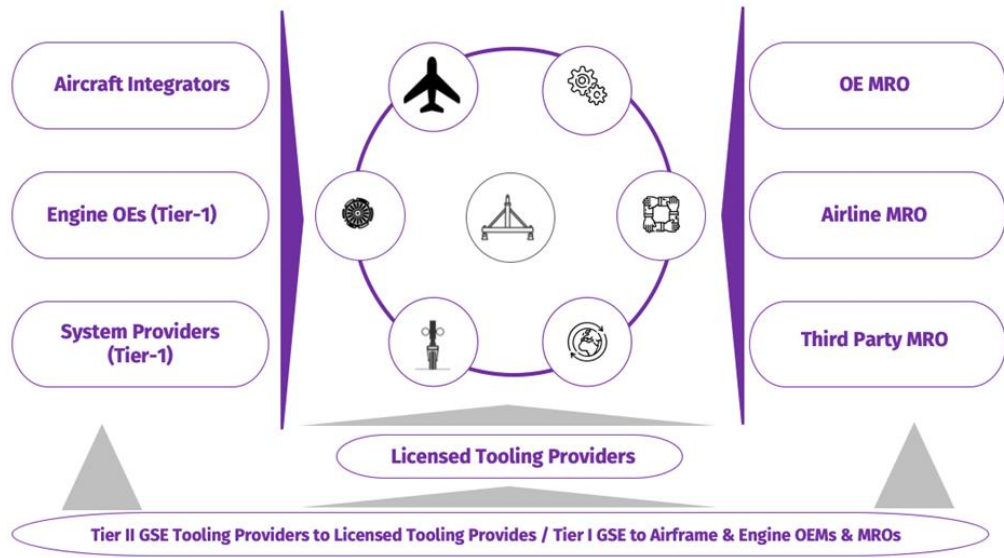 Aircraft Integrators
Engine OEs (Tier-1)
System Providers
(Tier-1)
OE MRO
Airline MRO
Third Party MRO
Licensed Tooling Providers
Tier II GSE Tooling Providers to Licensed Tooling Provides / Tier I GSE to Airframe & Engine OEMs & MROs